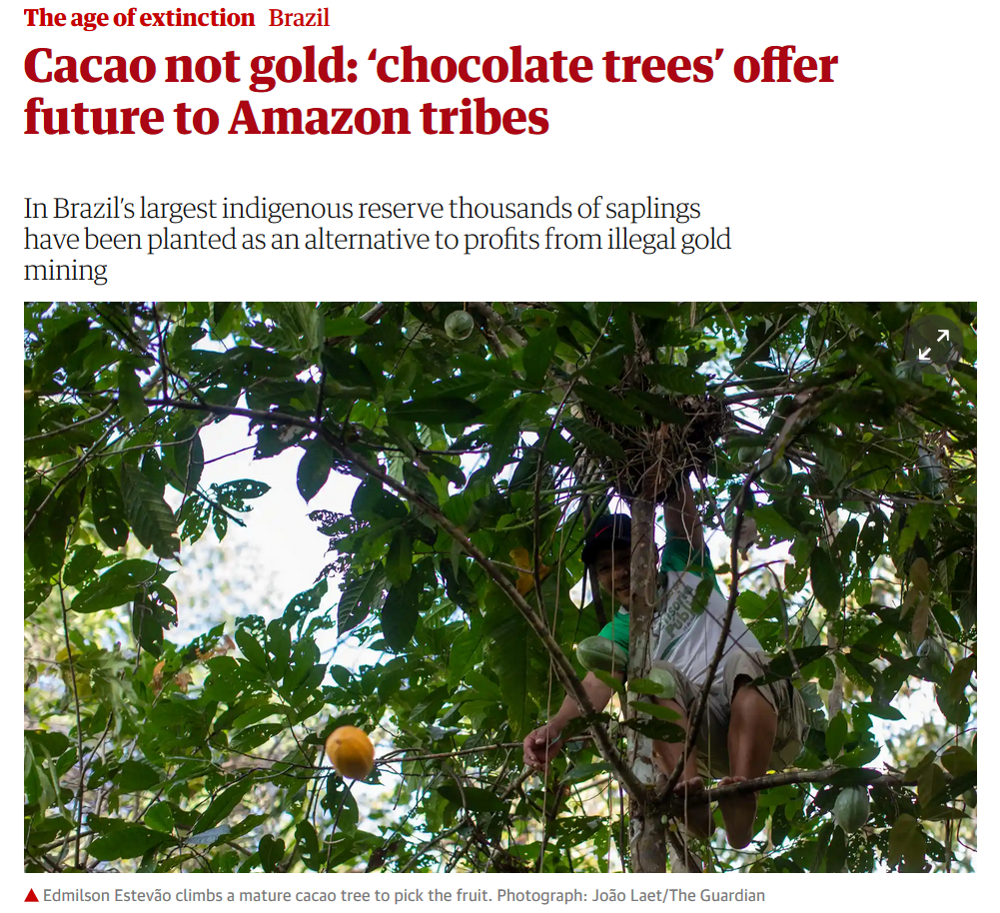 The age of extinction Brazil
Cacao not gold: ‘chocolate trees’ offer
future to Amazon tribes
In Brazil’s largest indigenous reserve thousands of saplings
have been planted as an alternative to profits from illegal gold
mining
Edmilson Estevão climbs a mature cacao tree to pick the fruit. Photograph: João Laet/The Guardian